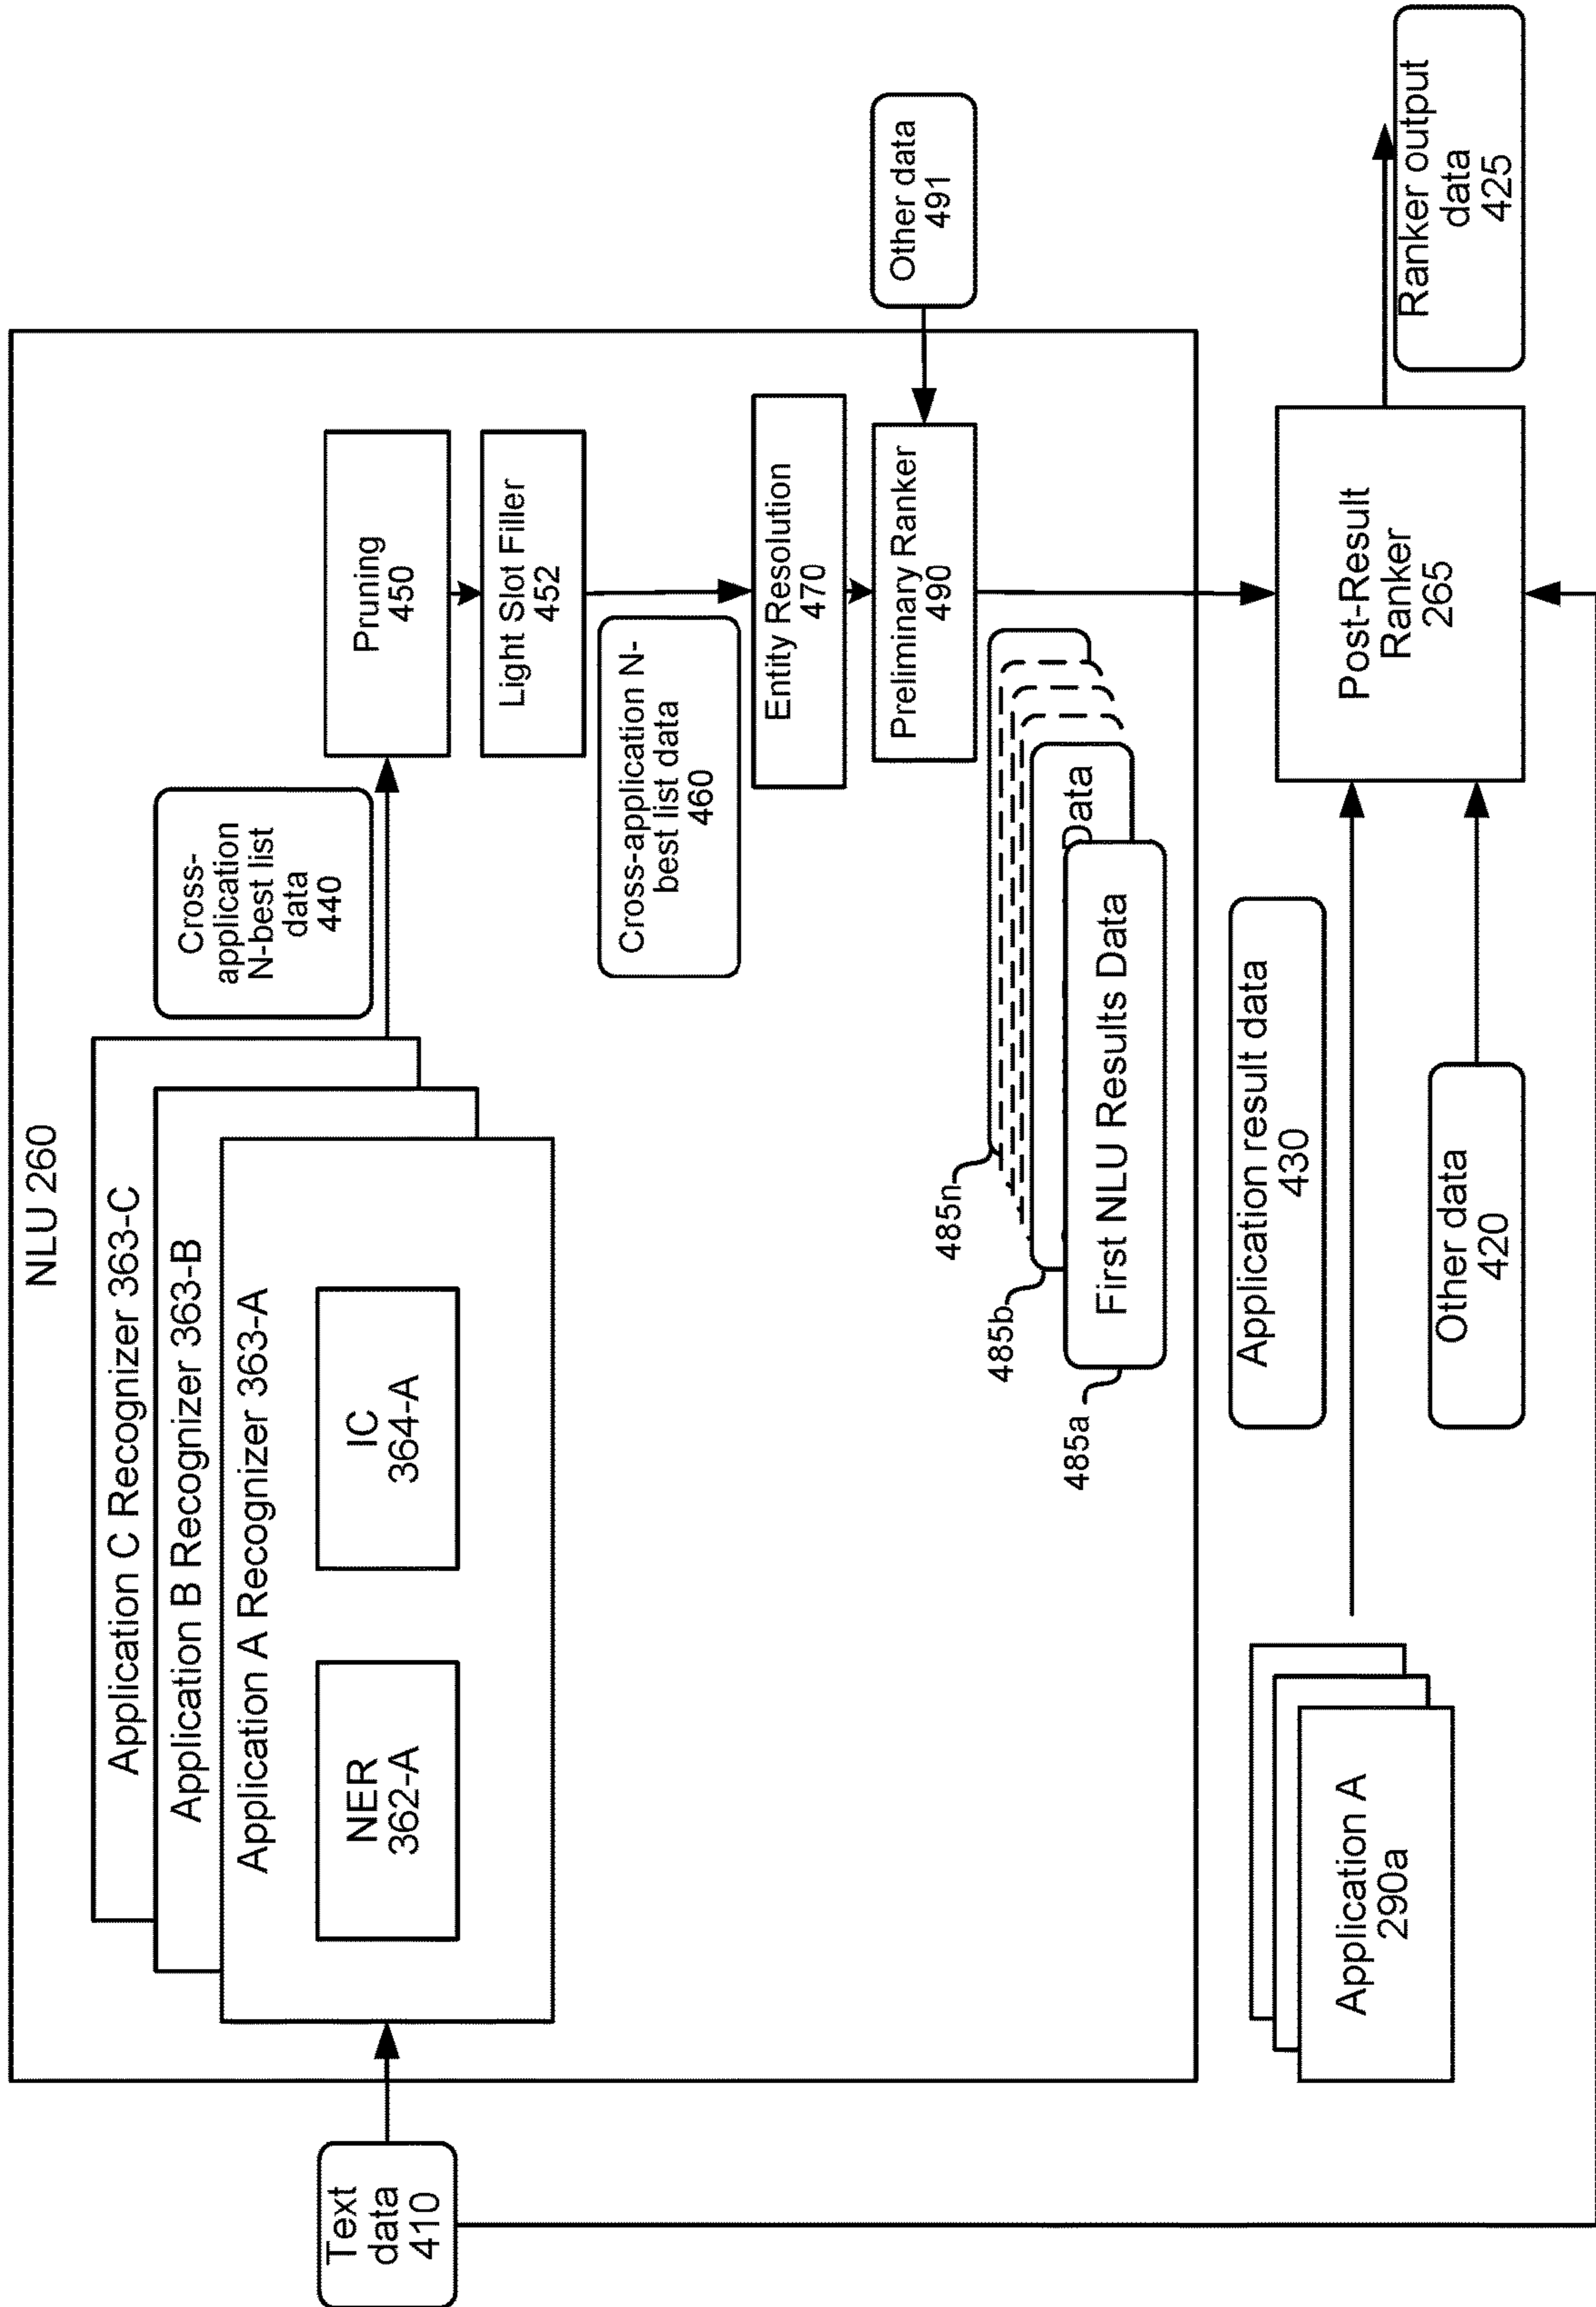 NLU 260
Application C Recognizer 363-C
Application B Recognizer 363-B
Application A Recognizer 363-A
NER
362-A
IC
364-A
Text
data
410
Cross-
application
N-best list
data
440
Pruning
450
Light Slot Filler
452
Cross-application N-
best list data
460
Entity Resolution
470
Preliminary Ranker
490
Other data
491
485n
485b
485a
ata
First NLU Results Data
Application result data
430
Other data
420
Application A
290a
Post-Result
Ranker
265
Ranker output
data
425